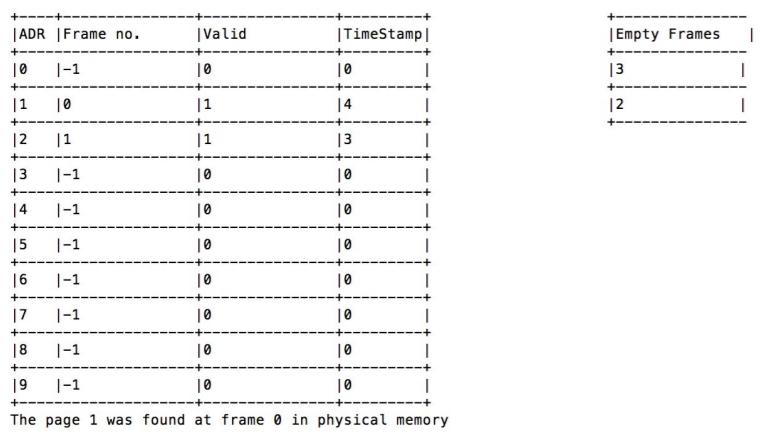 +----+----------------+----------------+----------+ +---------------
|ADR |Frame no. |Valid |TimeStamp| |Empty Frames |
+----+----------------+----------------+----------+ +---------------
|0 |-1 |0 |0 | |3 |
+---------------------+----------------+----------+ +---------------
|1 |0 |1 |4 | |2 |
+---------------------+----------------+----------+ +---------------
|2 |1 |1 |3 |
+---------------------+----------------+----------+
|3 |-1 |0 |0 |
+---------------------+----------------+----------+
|4 |-1 |0 |0 |
+---------------------+----------------+----------+
|5 |-1 |0 |0 |
+---------------------+----------------+----------+
|6 |-1 |0 |0 |
+---------------------+----------------+----------+
|7 |-1 |0 |0 |
+---------------------+----------------+----------+
|8 |-1 |0 |0 |
+---------------------+----------------+----------+
|9 |-1 |0 |0 |
+---------------------+----------------+----------+
The page 1 was found at frame 0 in physical memory